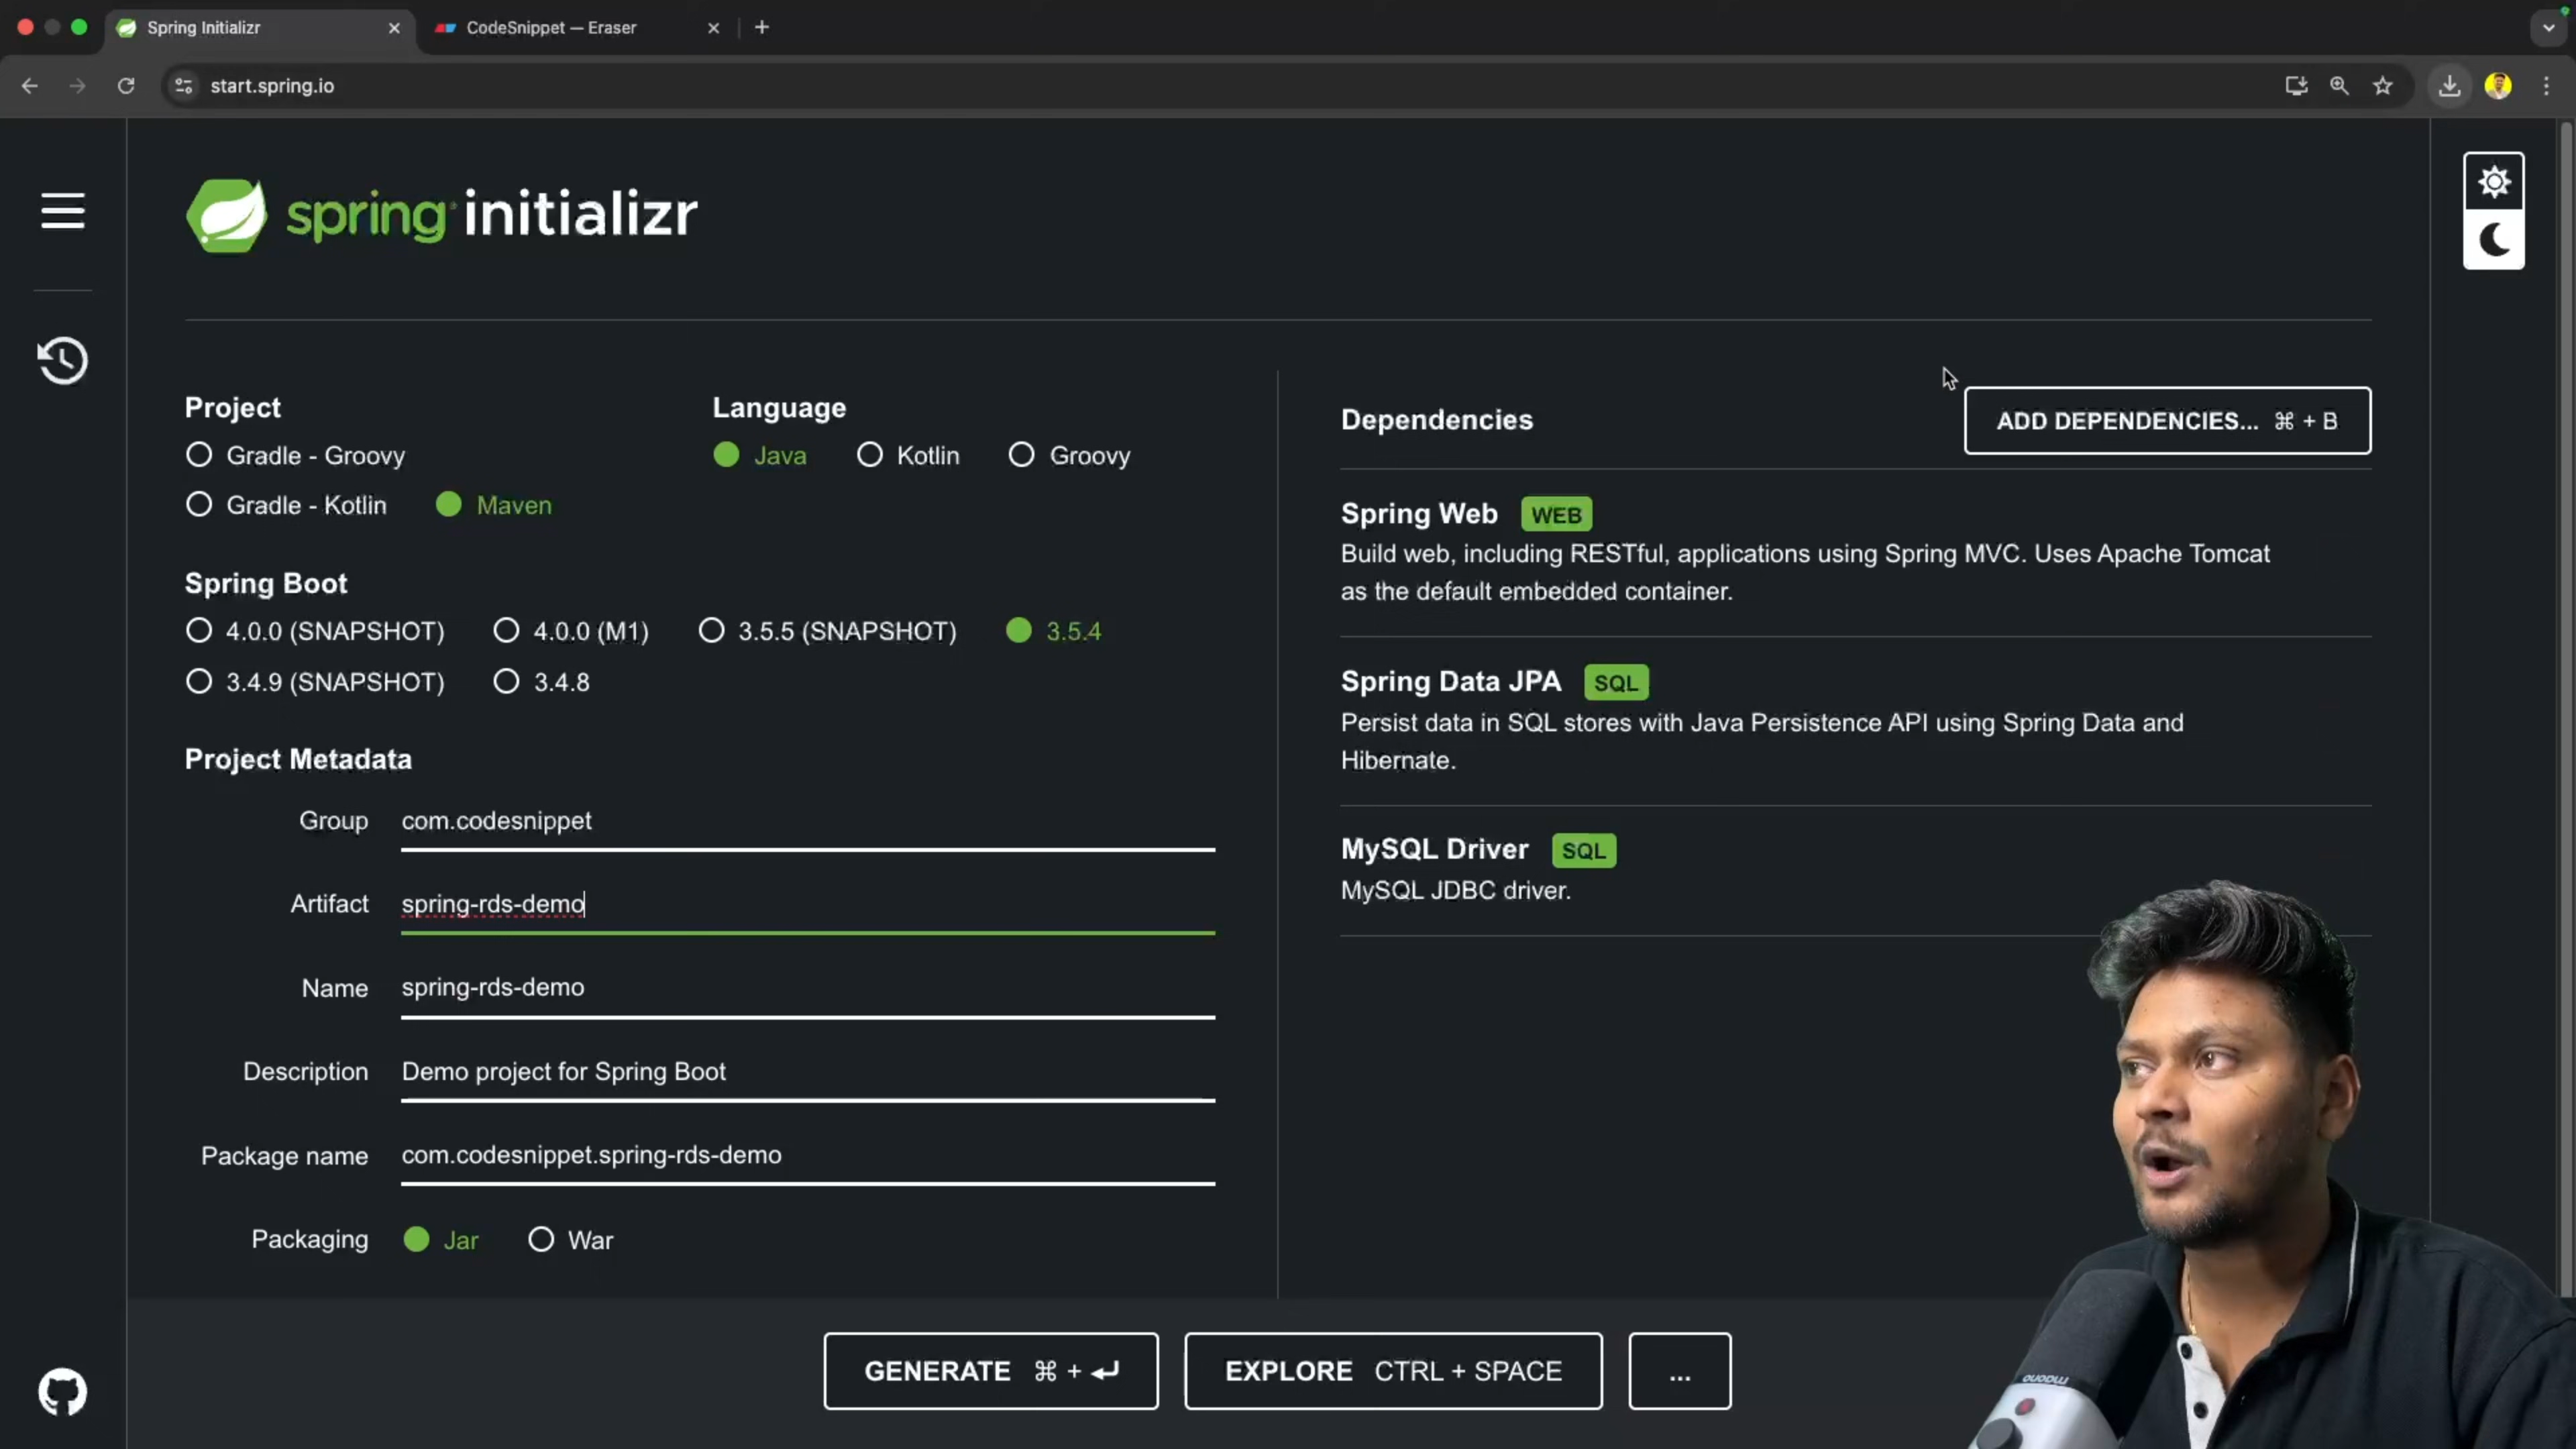 Spring Initializr
CodeSnippet — Eraser
start.spring.io
spring initializr
Project
Gradle - Groovy
Gradle - Kotlin
Maven
Language
Java
Kotlin
Groovy
Spring Boot
4.0.0 (SNAPSHOT)
4.0.0 (M1)
3.5.5 (SNAPSHOT)
3.5.4
3.4.9 (SNAPSHOT)
3.4.8
Project Metadata
Group
com.codesnippet
Artifact
spring-rds-demo
Name
spring-rds-demo
Description
Demo project for Spring Boot
Package name
com.codesnippet.spring-rds-demo
Packaging
Jar
War
Dependencies
ADD DEPENDENCIES... ⌘ + B
Spring Web WEB
Build web, including RESTful, applications using Spring MVC. Uses Apache Tomcat
as the default embedded container.
Spring Data JPA SQL
Persist data in SQL stores with Java Persistence API using Spring Data and
Hibernate.
MySQL Driver SQL
MySQL JDBC driver.
GENERATE ⌘ + ↵
EXPLORE CTRL + SPACE
...
maono